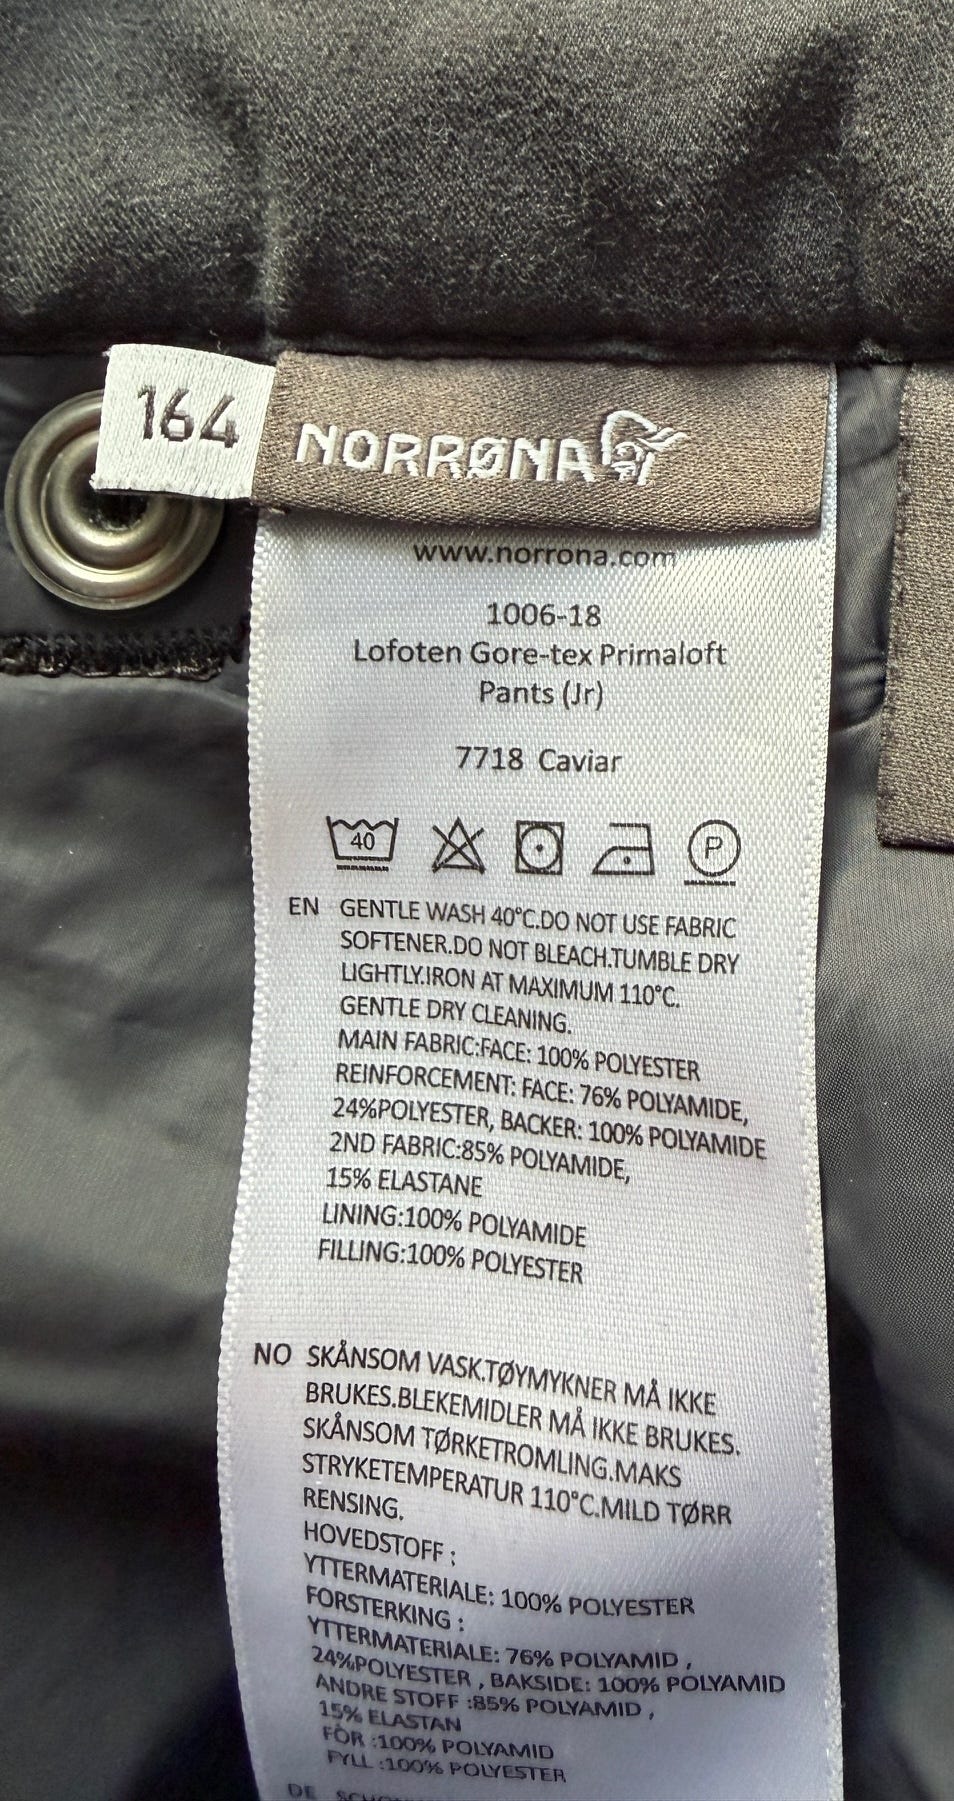 164
NORRØNA
www.norrona.com
1006-18
Lofoten Gore-tex Primaloft
Pants (Jr)
7718 Caviar
40 P
EN GENTLE WASH 40°C.DO NOT USE FABRIC
SOFTENER.DO NOT BLEACH.TUMBLE DRY
LIGHTLY.IRON AT MAXIMUM 110°C.
GENTLE DRY CLEANING.
MAIN FABRIC:FACE: 100% POLYESTER
REINFORCEMENT: FACE: 76% POLYAMIDE,
24%POLYESTER, BACKER: 100% POLYAMIDE
2ND FABRIC:85% POLYAMIDE,
15% ELASTANE
LINING:100% POLYAMIDE
FILLING:100% POLYESTER
NO SKÅNSOM VASK.TØYMYKNER MÅ IKKE
BRUKES.BLEKEMIDLER MÅ IKKE BRUKES.
SKÅNSOM TØRKETROMLING.MAKS
STRYKETEMPERATUR 110°C.MILD TØRR
RENSING.
HOVEDSTOFF :
YTTERMATERIALE: 100% POLYESTER
FORSTERKING :
YTTERMATERIALE: 76% POLYAMID ,
24%POLYESTER , BAKSIDE: 100% POLYAMID
ANDRE STOFF :85% POLYAMID ,
15% ELASTAN
FÔR :100% POLYAMID
FYLL :100% POLYESTER
DE